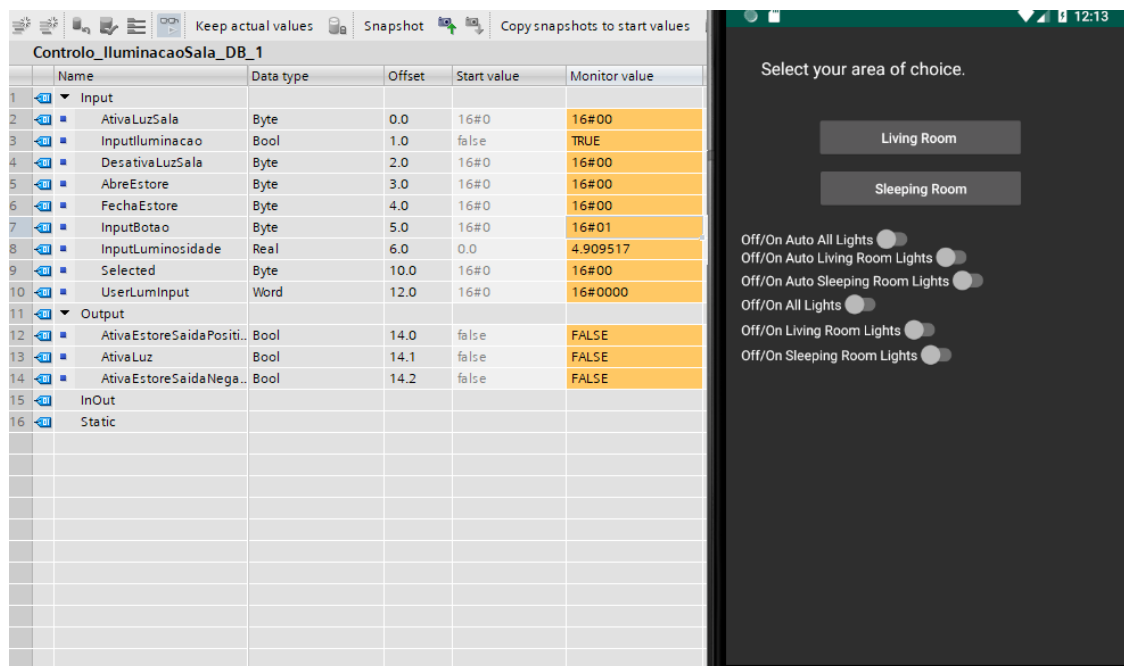 Keep actual values Snapshot Copy snapshots to start values
Controlo_IluminacaoSala_DB_1
Name Data type Offset Start value Monitor value
1 Input
2 AtivaLuzSala Byte 0.0 16#0 16#00
3 InputIluminacao Bool 1.0 false TRUE
4 DesativaLuzSala Byte 2.0 16#0 16#00
5 AbreEstore Byte 3.0 16#0 16#00
6 FechaEstore Byte 4.0 16#0 16#00
7 InputBotao Byte 5.0 16#0 16#01
8 InputLuminosidade Real 6.0 0.0 4.909517
9 Selected Byte 10.0 16#0 16#00
10 UserLumInput Word 12.0 16#0 16#0000
11 Output
12 AtivaEstoreSaidaPositi... Bool 14.0 false FALSE
13 AtivaLuz Bool 14.1 false FALSE
14 AtivaEstoreSaidaNega... Bool 14.2 false FALSE
15 InOut
16 Static
12:13
Select your area of choice.
Living Room
Sleeping Room
Off/On Auto All Lights
Off/On Auto Living Room Lights
Off/On Auto Sleeping Room Lights
Off/On All Lights
Off/On Living Room Lights
Off/On Sleeping Room Lights